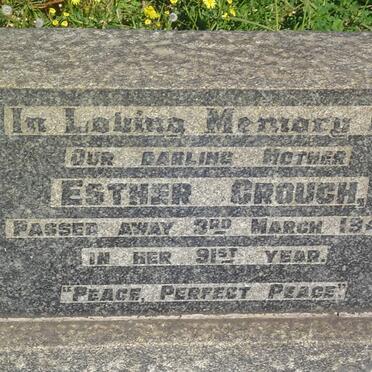 In Loving Memory
Our darling Mother
Esther Crouch,
Passed away 3rd March
in her 91st year.
"Peace, Perfect Peace."